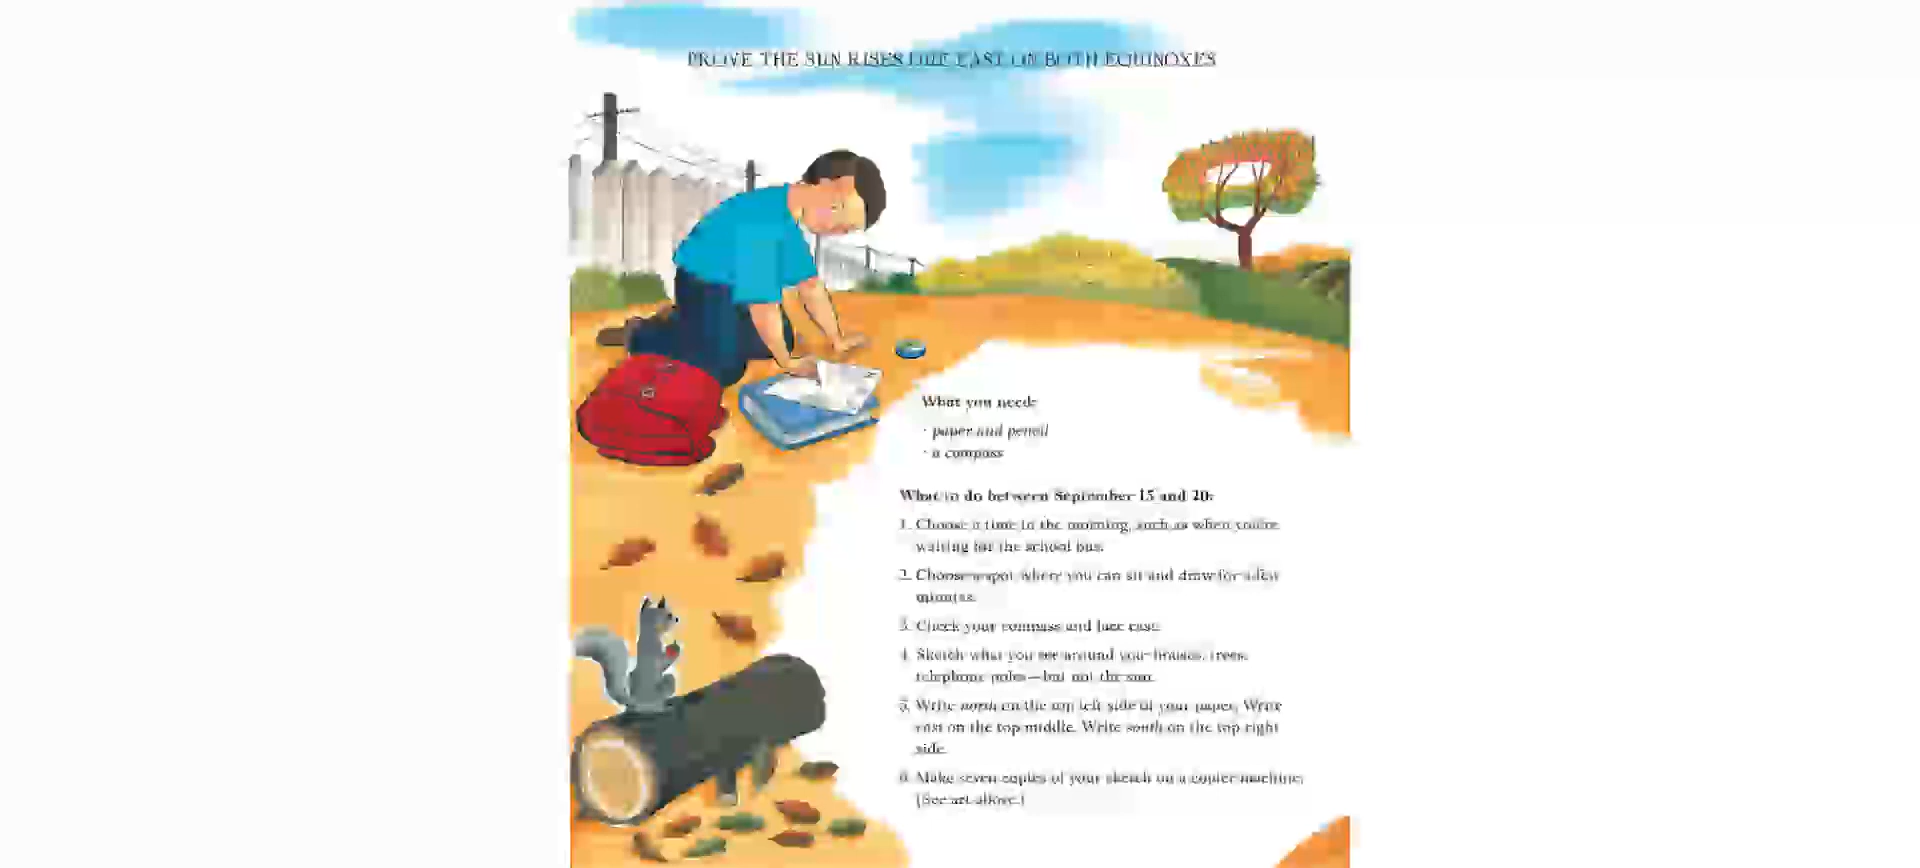 PROVE THE SUN RISES DUE EAST ON BOTH EQUINOXES
What you need:
· paper and pencil
· a compass
What to do between September 15 and 20:
1. Choose a time in the morning, such as when you're
waiting for the school bus.
2. Choose a spot where you can sit and draw for a few
minutes.
3. Check your compass and face east.
4. Sketch what you see around you—houses, trees,
telephone poles—but not the sun.
5. Write north on the top left side of your paper. Write
east on the top middle. Write south on the top right
side.
6. Make seven copies of your sketch on a copier machine.
(See art above.)